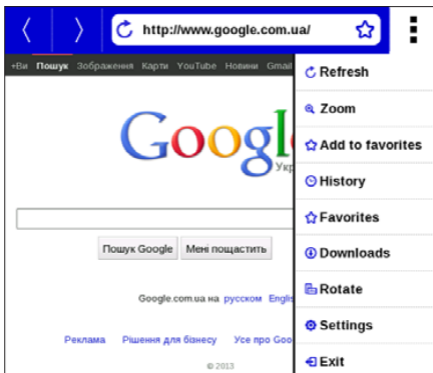 http://www.google.com.ua/
+Ви Пошук Зображення Карти YouTube Новини Gmail
Refresh
Zoom
Add to favorites
History
Favorites
Downloads
Rotate
Settings
Exit
Googl
Укр
Пошук Google Мені пощастить
Google.com.ua на русском Englis
Реклама Рішення для бізнесу Усе про Goo
© 2013